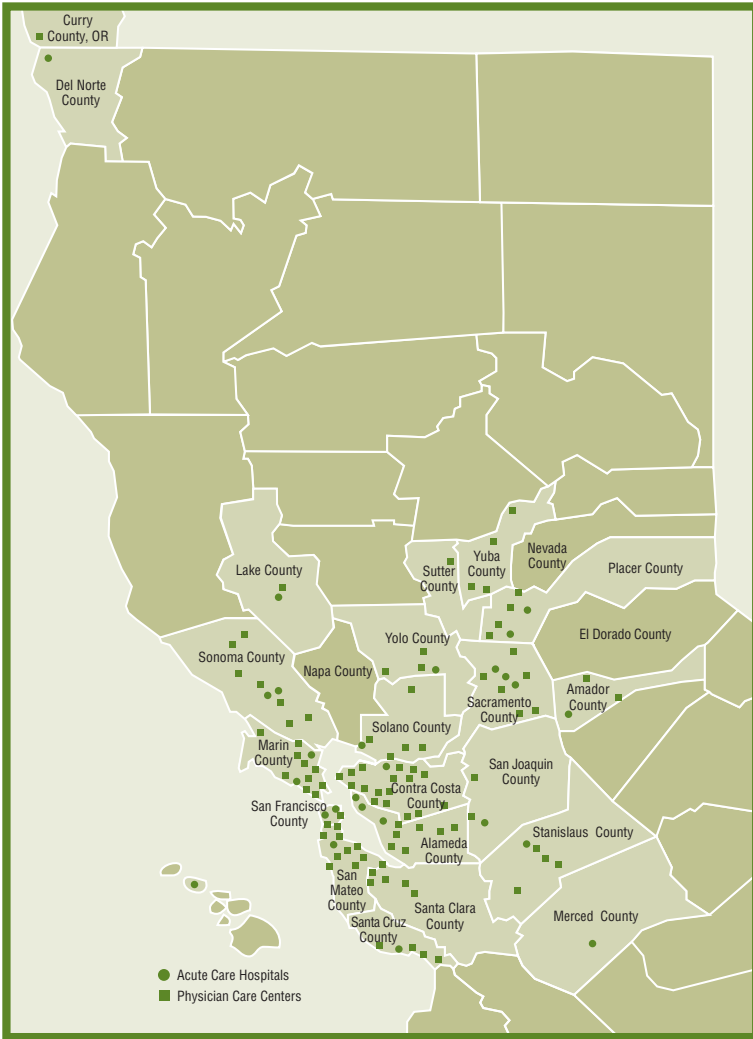 Curry
County, OR
Del Norte
County
Lake County
Sutter
County
Yuba
County
Nevada
County
Placer County
Sonoma County
Napa County
Yolo County
El Dorado County
Sacramento
County
Amador
County
Solano County
Marin
County
San Joaquin
County
Contra Costa
County
San Francisco
County
Alameda
County
Stanislaus County
San
Mateo
County
Santa Clara
County
Santa Cruz
County
Merced County
Acute Care Hospitals
Physician Care Centers